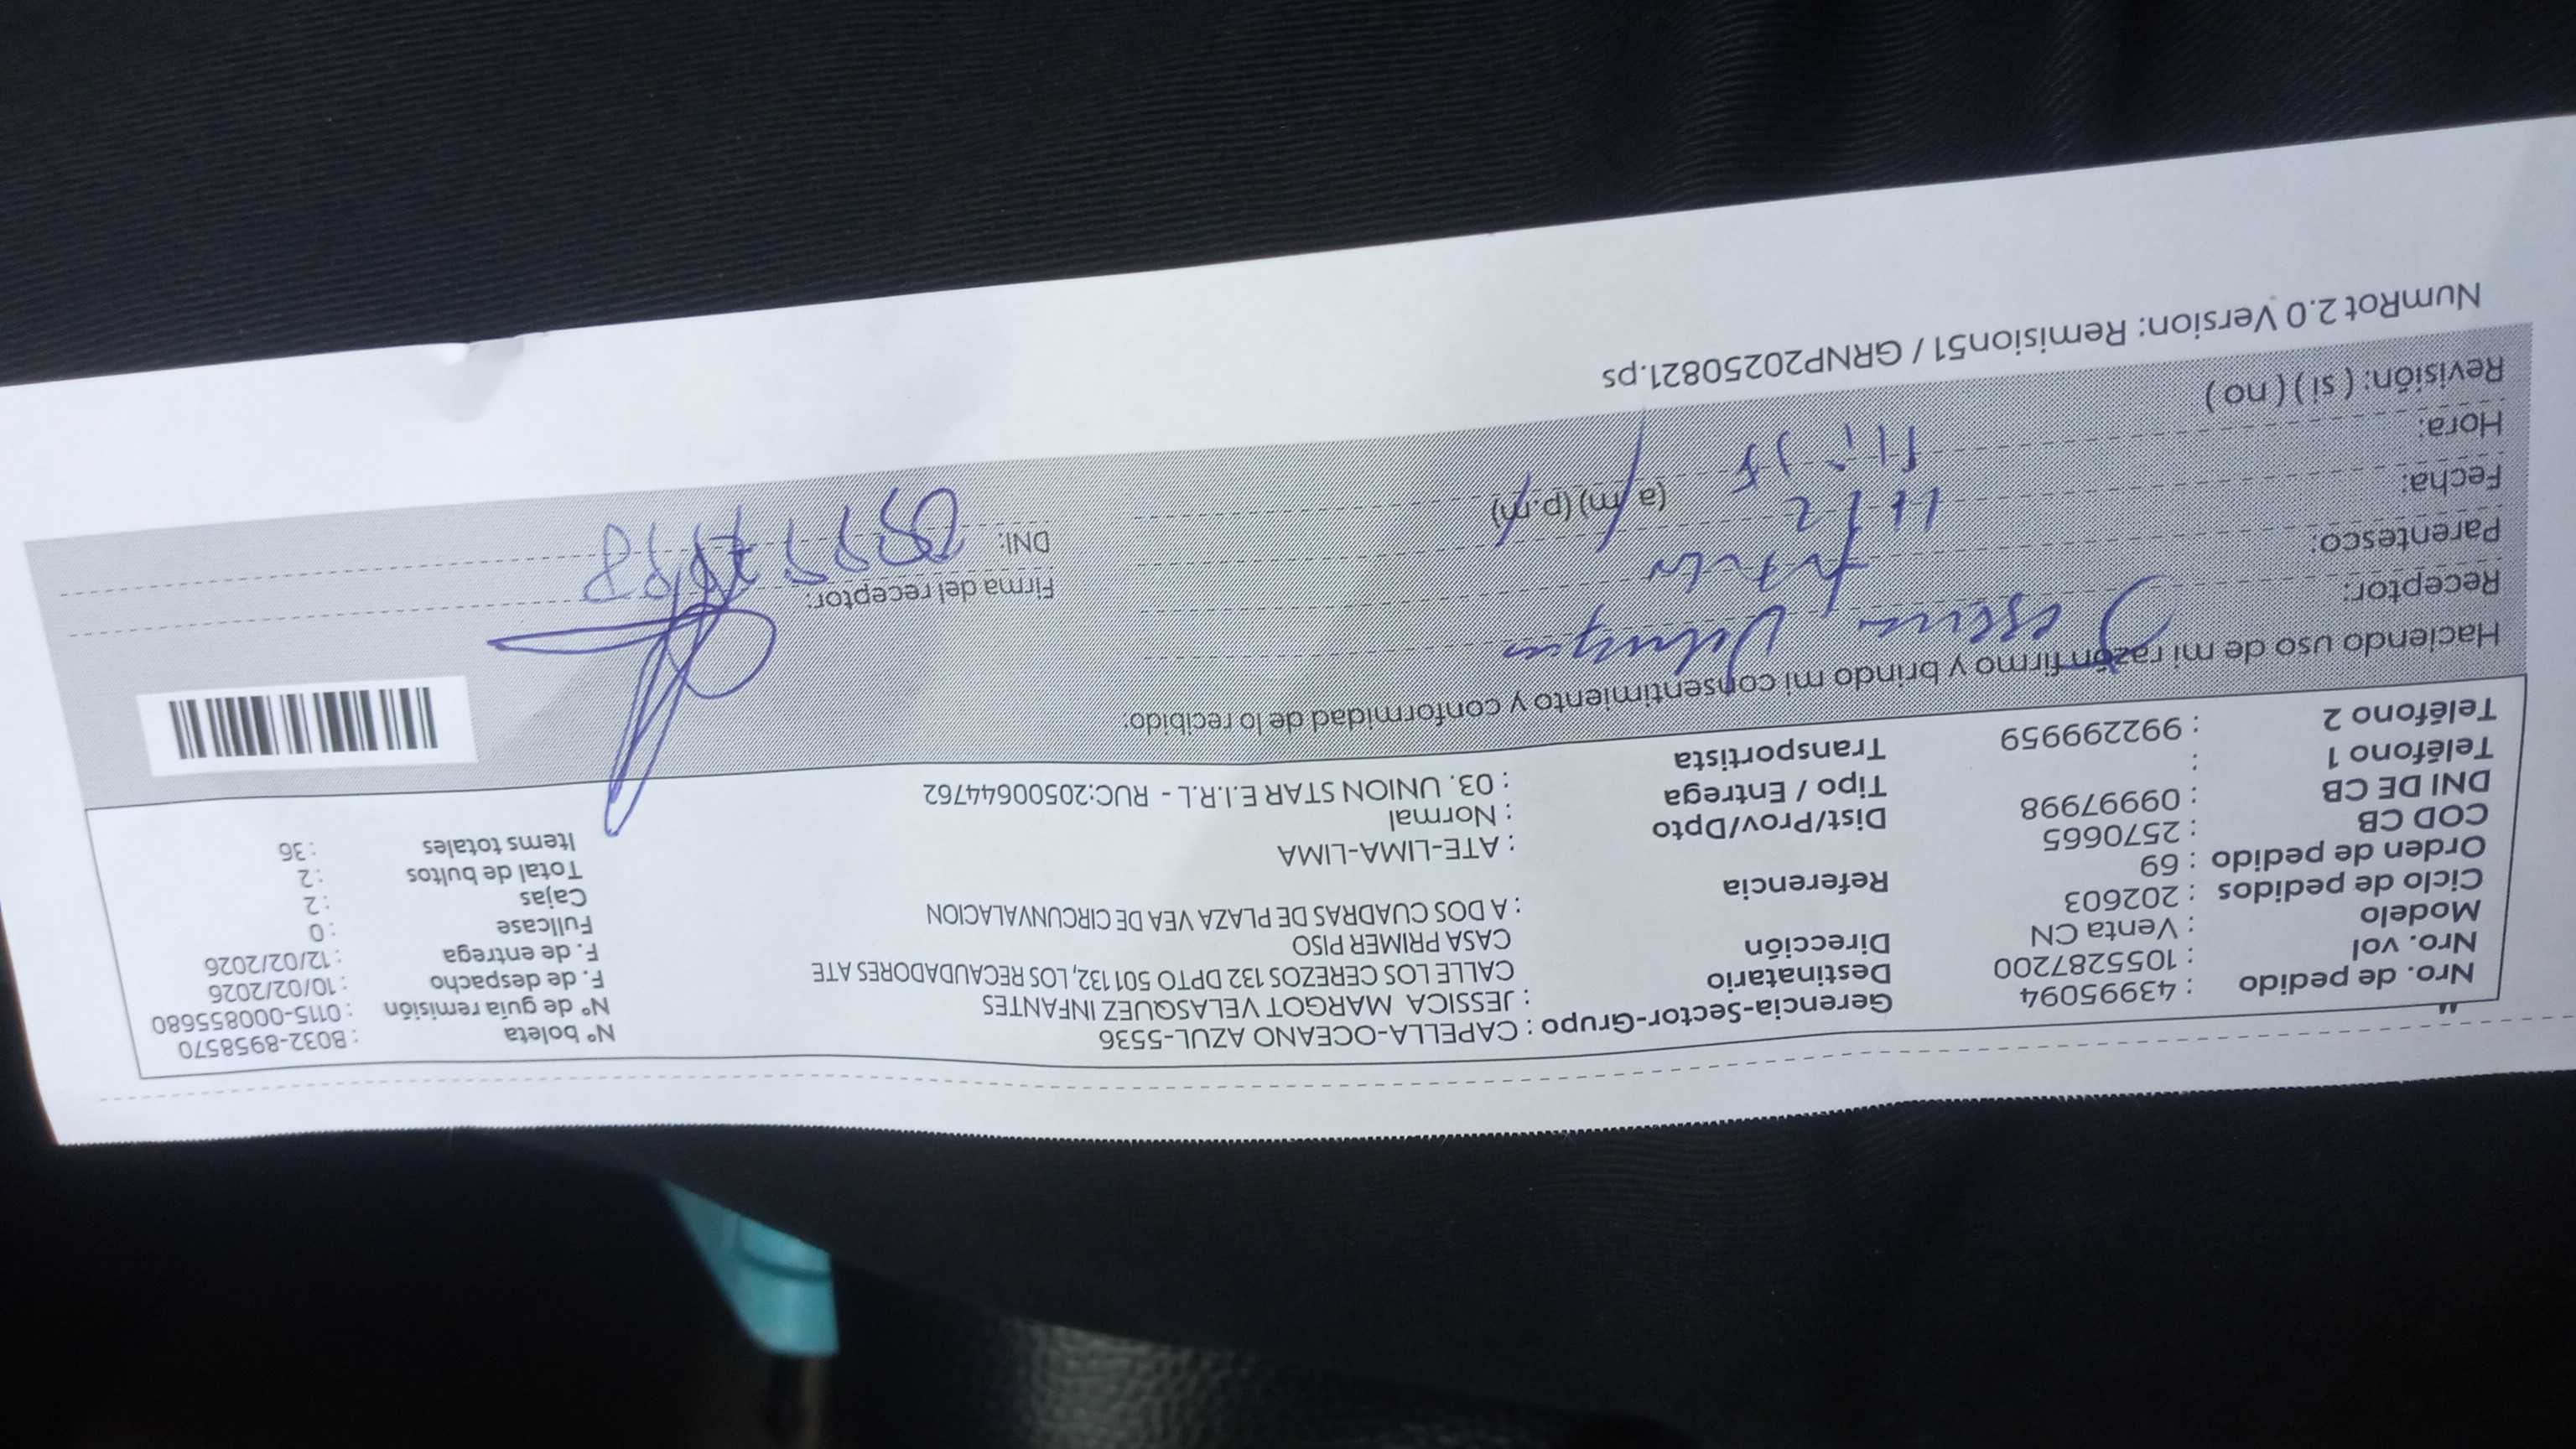 Nro. de pedido : 43995094 Gerencia-Sector-Grupo : CAPELLA-OCEANO AZUL-5536 N° boleta : B032-8958570
Nro. vol : 1055287200 Destinatario : JESSICA MARGOT VELASQUEZ INFANTES N° de guía remisión : 0115-000855680
Modelo : Venta CN Dirección CALLE LOS CEREZOS 132 DPTO 501 132, LOS RECAUDADORES ATE F. de despacho : 10/02/2026
Ciclo de pedidos : 202603 CASA PRIMER PISO F. de entrega : 12/02/2026
Orden de pedido : 69 Referencia : A DOS CUADRAS DE PLAZA VEA DE CIRCUNVALACION Fullcase : 0
COD CB : 2570665 Cajas : 2
DNI DE CB : 09997998 Dist/Prov/Dpto : ATE-LIMA-LIMA Total de bultos : 2
Teléfono 1 : Tipo / Entrega : Normal Items totales : 36
Teléfono 2 : 992299959 Transportista : 03. UNION STAR E.I.R.L - RUC:20500644762
Haciendo uso de mi razón firmo y brindo mi consentimiento y conformidad de lo recibido:
Receptor:
Parentesco: Firma del receptor:
Fecha: DNI:
Hora: (a.m) (p.m)
Revisión: ( si ) ( no )
NumRot 2.0 Version: Remision51 / GRNP20250821.ps